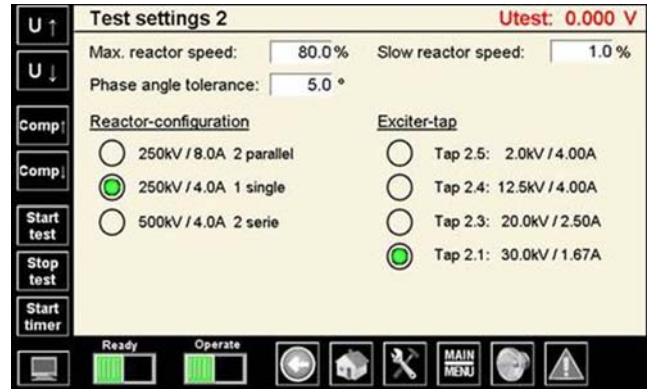 U ↑
Test settings 2
Utest: 0.000 V
U ↓
Max. reactor speed: 80.0 %
Slow reactor speed: 1.0 %
Phase angle tolerance: 5.0 °
Comp↑
Reactor-configuration
Exciter-tap
250kV / 8.0A 2 parallel
Tap 2.5: 2.0kV / 4.00A
Comp↓
250kV / 4.0A 1 single
Tap 2.4: 12.5kV / 4.00A
Start
test
500kV / 4.0A 2 serie
Tap 2.3: 20.0kV / 2.50A
Stop
test
Tap 2.1: 30.0kV / 1.67A
Start
timer
Ready
Operate
MAIN
MENU